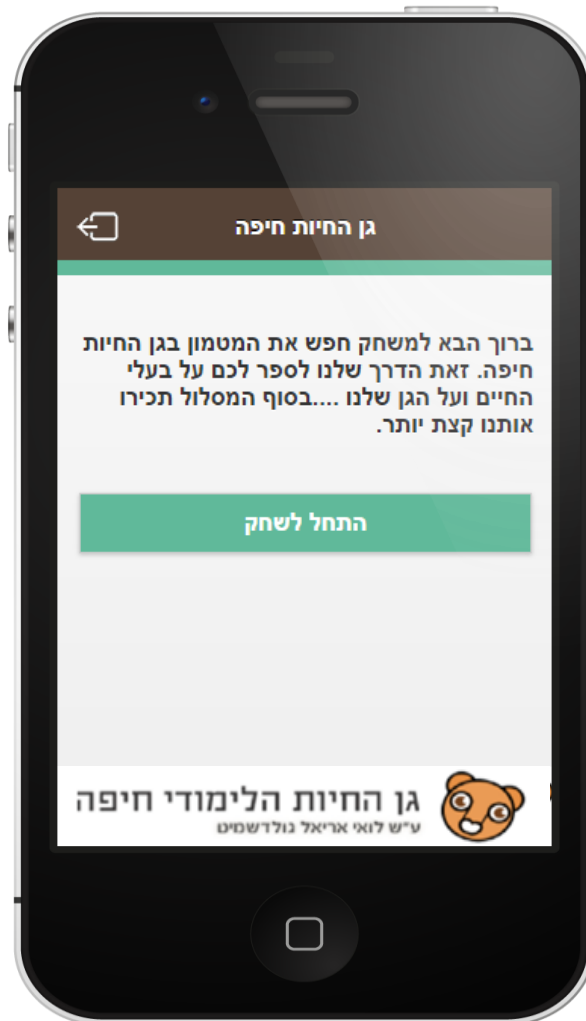 גן החיות חיפה
ברוך הבא למשחק חפש את המטמון בגן החיות
חיפה. זאת הדרך שלנו לספר לכם על בעלי
החיים ועל הגן שלנו ....בסוף המסלול תכירו
אותנו קצת יותר.
התחל לשחק
גן החיות הלימודי חיפה
ע״ש לואי אריאל גולדשמיט